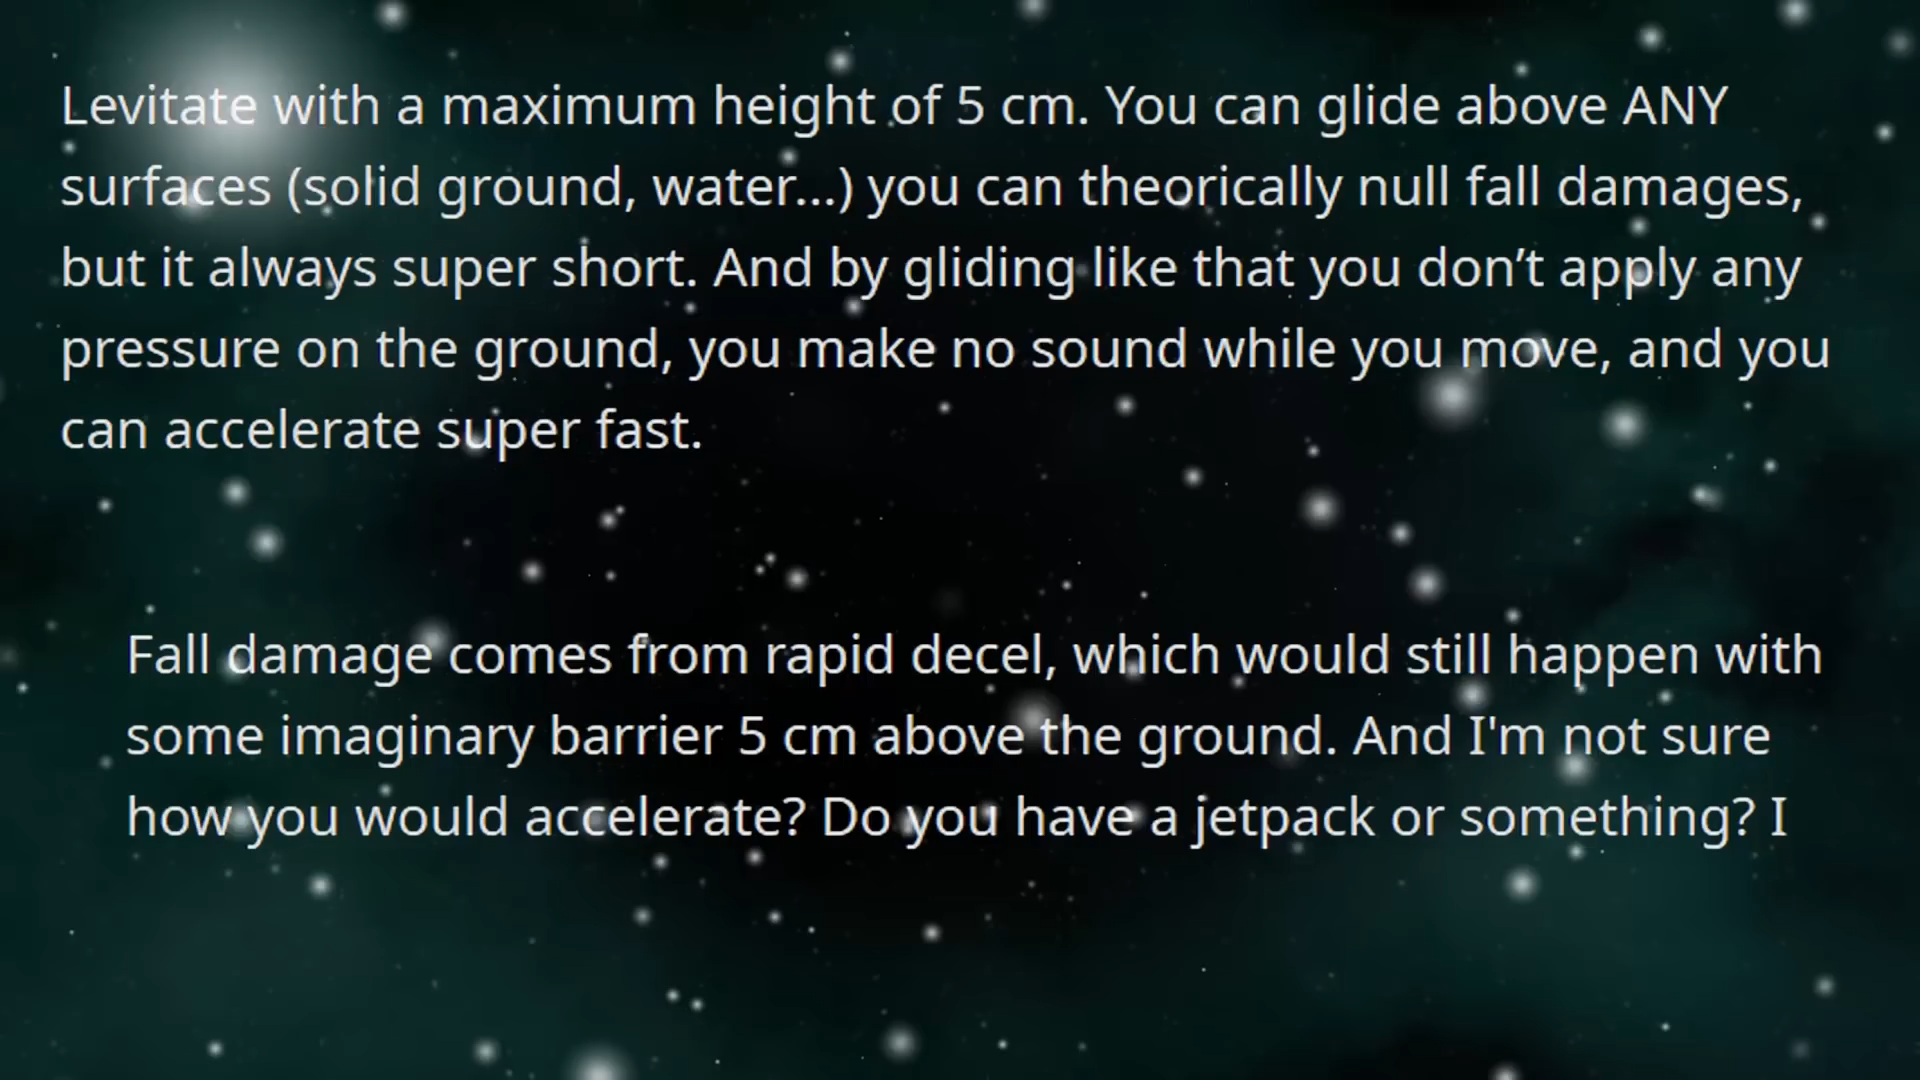 Levitate with a maximum height of 5 cm. You can glide above ANY
surfaces (solid ground, water...) you can theorically null fall damages,
but it always super short. And by gliding like that you don’t apply any
pressure on the ground, you make no sound while you move, and you
can accelerate super fast.
Fall damage comes from rapid decel, which would still happen with
some imaginary barrier 5 cm above the ground. And I'm not sure
how you would accelerate? Do you have a jetpack or something? I